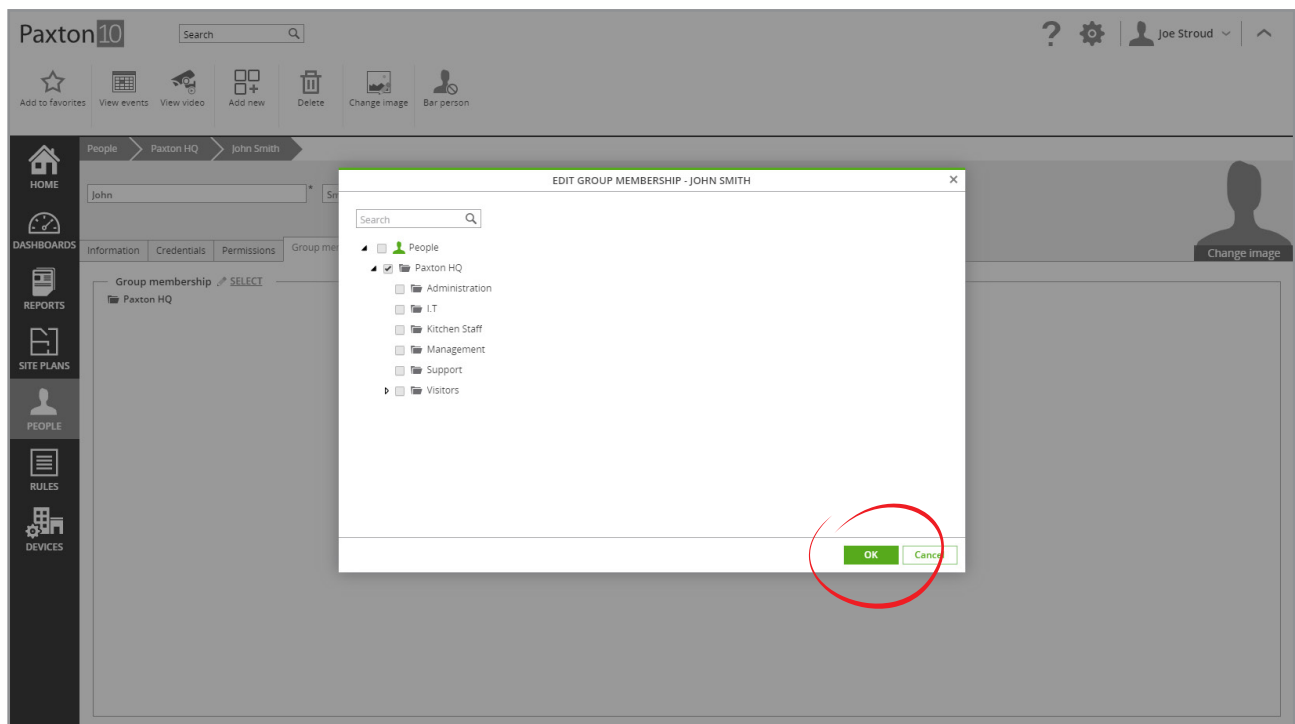 Paxton10
Search
Joe Stroud
Add to favorites
View events
View video
Add new
Delete
Change image
Bar person
People
Paxton HQ
John Smith
HOME
DASHBOARDS
REPORTS
SITE PLANS
PEOPLE
RULES
DEVICES
John
*
Information
Credentials
Permissions
Group
Change image
Group membership SELECT
Paxton HQ
EDIT GROUP MEMBERSHIP - JOHN SMITH
Search
People
Paxton HQ
Administration
I.T
Kitchen Staff
Management
Support
Visitors
OK
Cancel